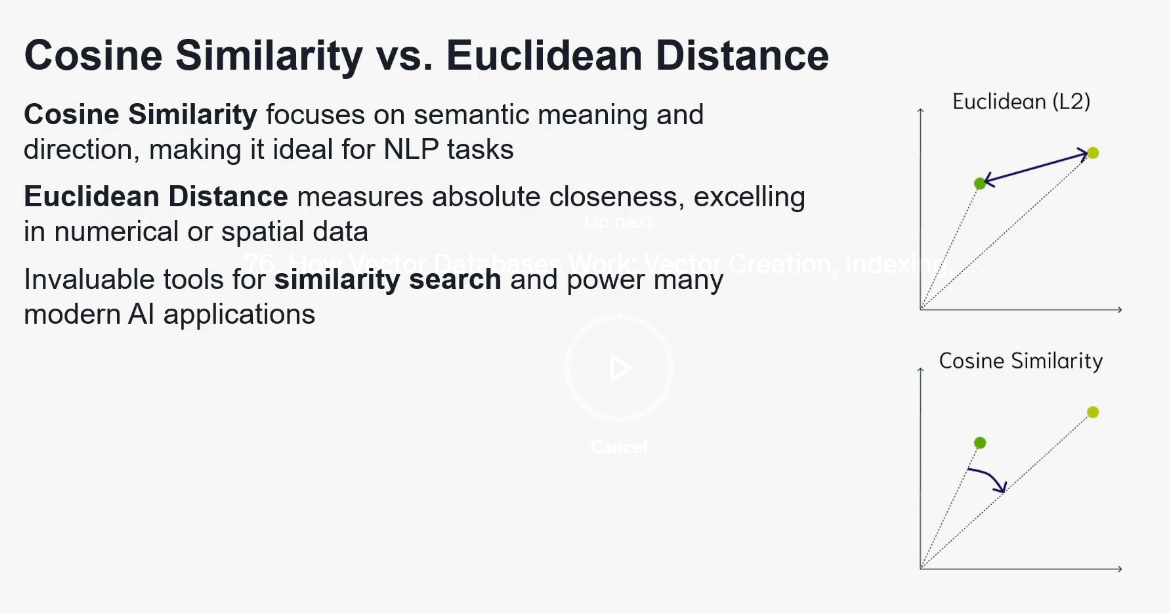 Cosine Similarity vs. Euclidean Distance
Cosine Similarity focuses on semantic meaning and
direction, making it ideal for NLP tasks
Euclidean Distance measures absolute closeness, excelling
in numerical or spatial data
Up next
76. How Vector Databases Work: Vector Creation, Indexing, ...
Invaluable tools for similarity search and power many
modern AI applications
Cancel
Euclidean (L2)
Cosine Similarity